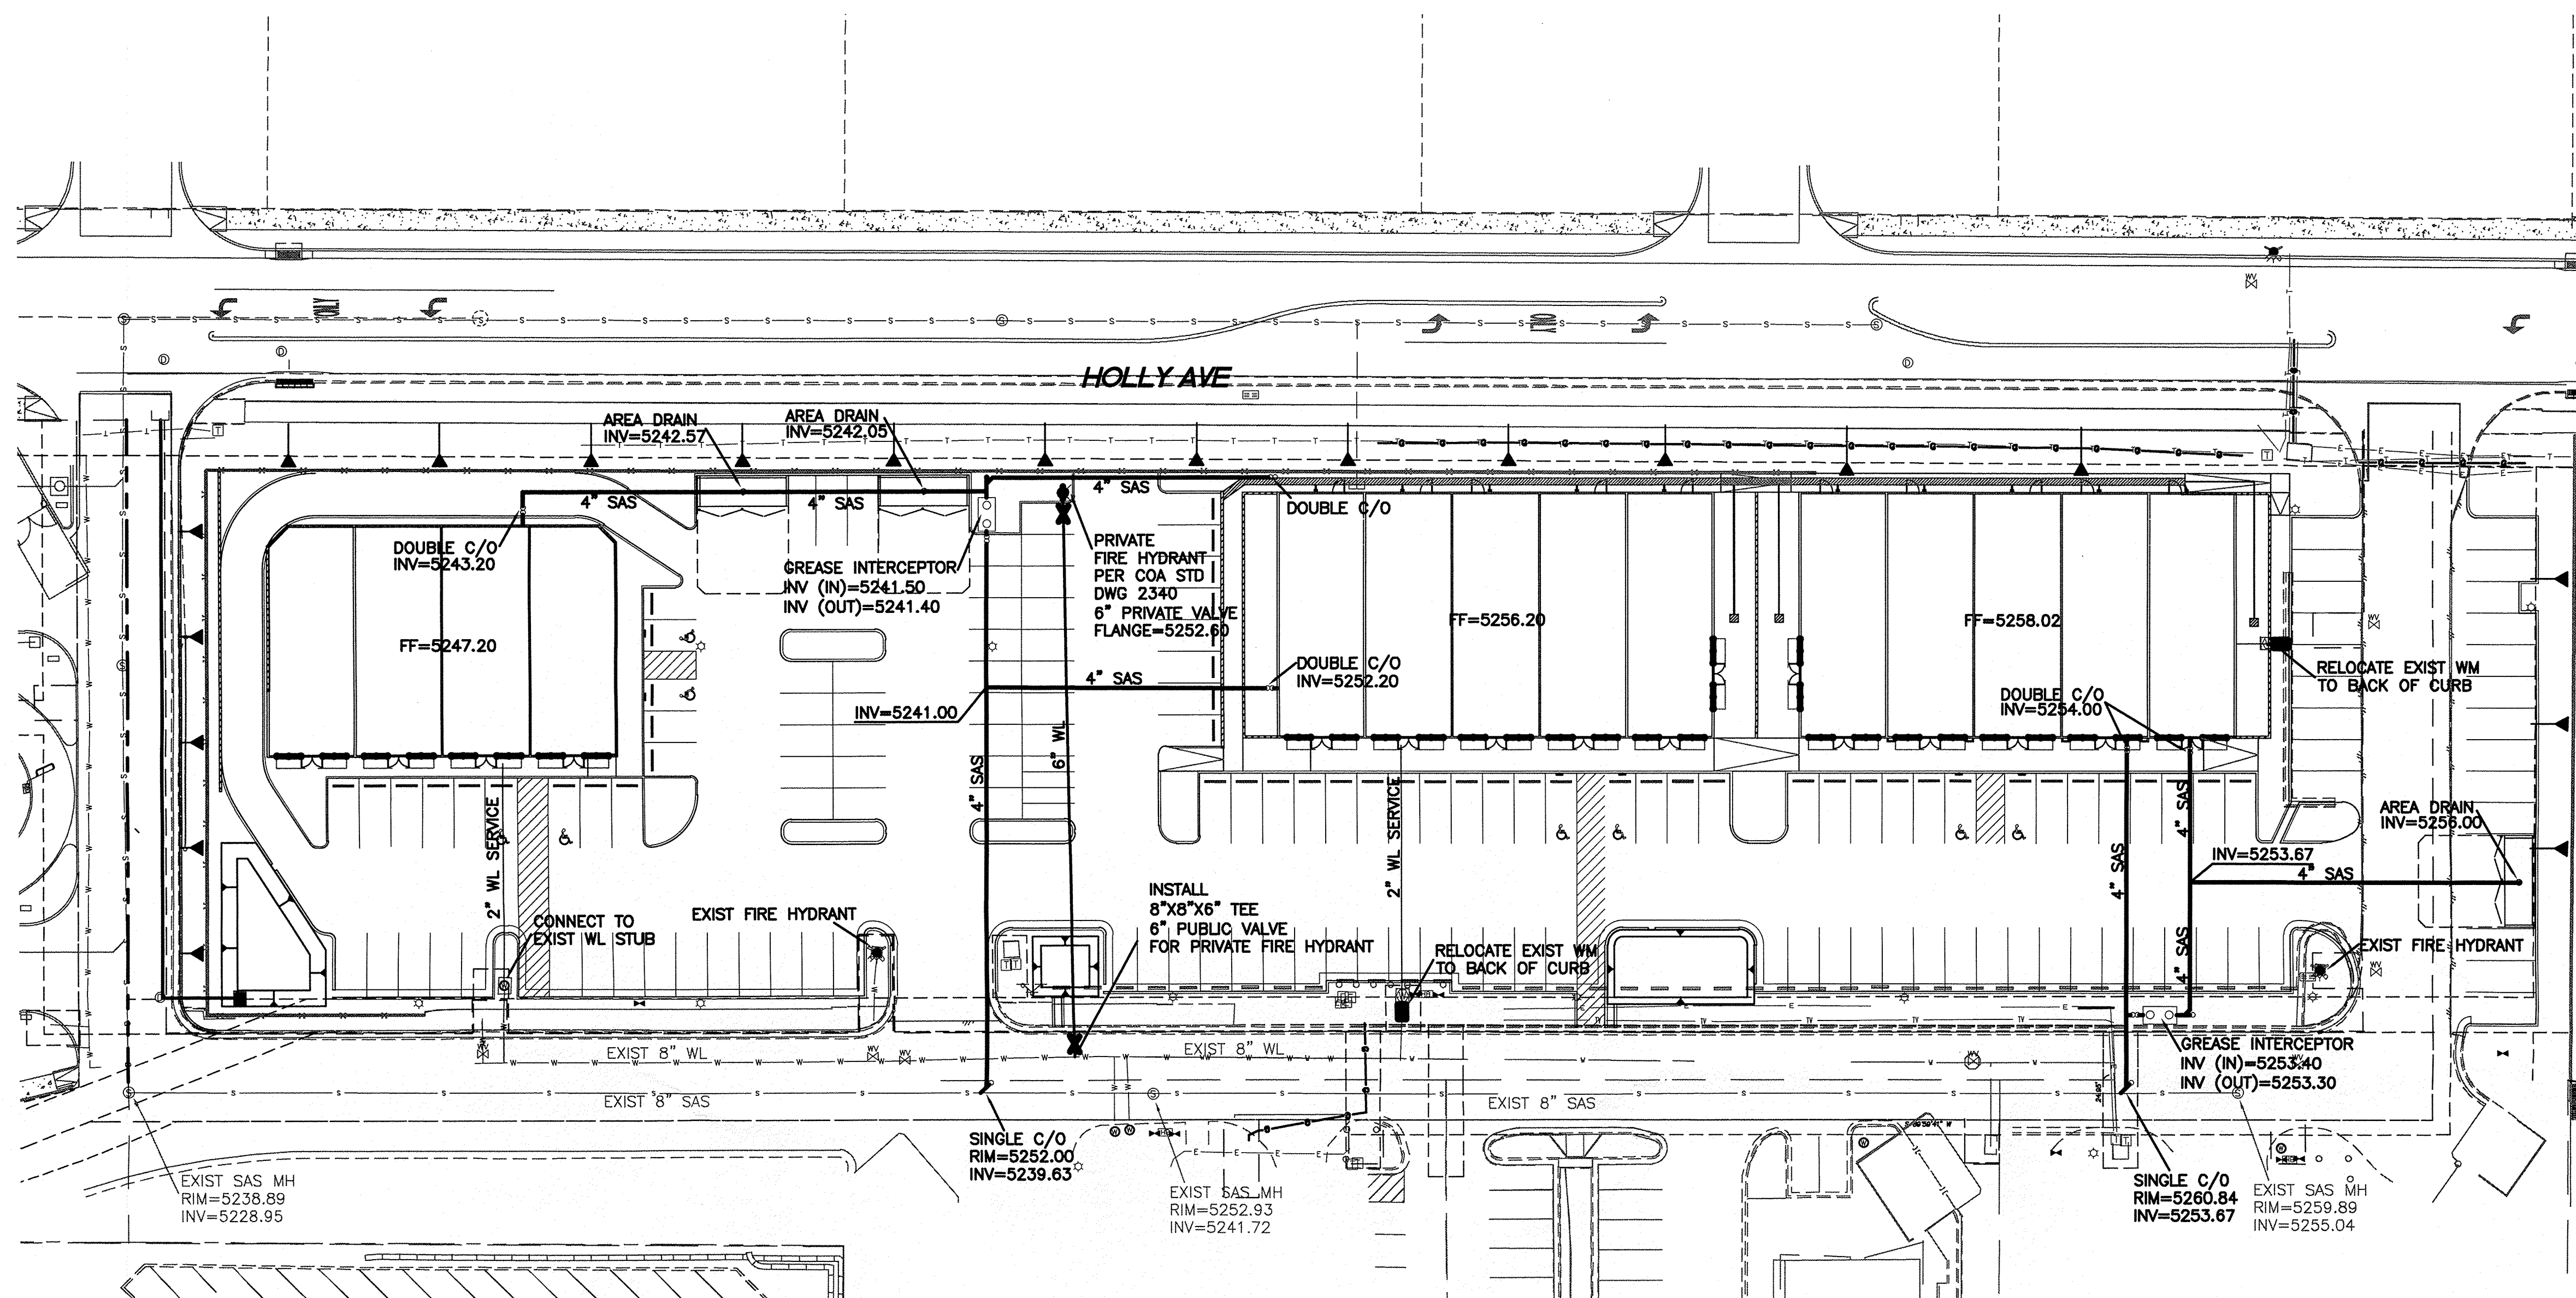 ONLY
ONLY
HOLLY AVE
AREA DRAIN
INV=5242.57
AREA DRAIN
INV=5242.05
4" SAS
4" SAS
4" SAS
DOUBLE C/O
DOUBLE C/O
INV=5243.20
GREASE INTERCEPTOR
INV (IN)=5241.50
INV (OUT)=5241.40
PRIVATE
FIRE HYDRANT
PER COA STD
DWG 2340
6" PRIVATE VALVE
FLANGE=5252.60
FF=5247.20
FF=5256.20
FF=5258.02
DOUBLE C/O
INV=5252.20
4" SAS
INV=5241.00
RELOCATE EXIST WM
TO BACK OF CURB
DOUBLE C/O
INV=5254.00
6" WL
4" SAS
2" WL SERVICE
2" WL SERVICE
4" SAS
4" SAS
4" SAS
AREA DRAIN
INV=5256.00
INV=5253.67
4" SAS
CONNECT TO
EXIST WL STUB
EXIST FIRE HYDRANT
INSTALL
8"X8"X6" TEE
6" PUBLIC VALVE
FOR PRIVATE FIRE HYDRANT
RELOCATE EXIST WM
TO BACK OF CURB
EXIST FIRE HYDRANT
EXIST 8" WL
EXIST 8" WL
GREASE INTERCEPTOR
INV (IN)=5253.40
INV (OUT)=5253.30
EXIST 8" SAS
EXIST 8" SAS
SINGLE C/O
RIM=5252.00
INV=5239.63
EXIST SAS MH
RIM=5238.89
INV=5228.95
EXIST SAS MH
RIM=5252.93
INV=5241.72
SINGLE C/O
RIM=5260.84
INV=5253.67
EXIST SAS MH
RIM=5259.89
INV=5255.04